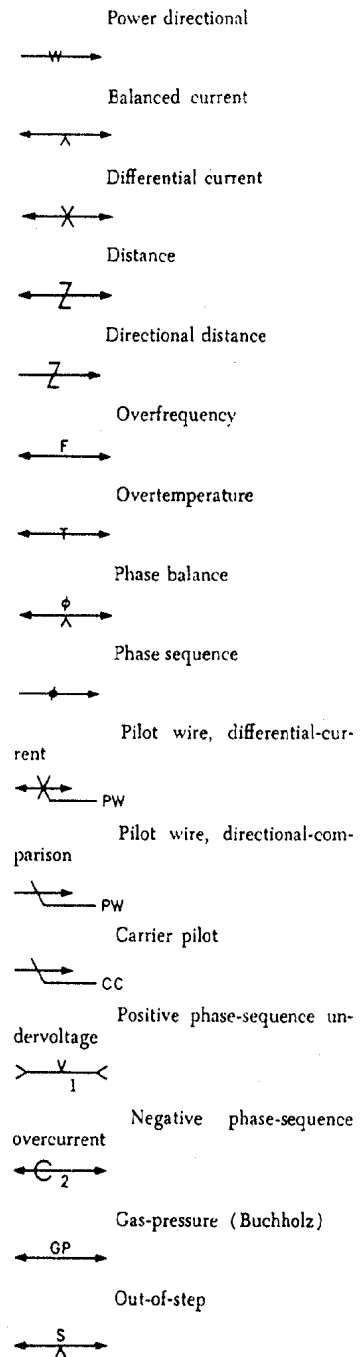 Power directional
W
Balanced current
Differential current
Distance
Z
Directional distance
Z
Overfrequency
F
Overtemperature
T
Phase balance
ϕ
Phase sequence
ϕ
Pilot wire, differential-cur-
rent
PW
Pilot wire, directional-com-
parison
PW
Carrier pilot
CC
Positive phase-sequence un-
dervoltage
V
1
Negative phase-sequence
overcurrent
C 2
Gas-pressure (Buchholz)
GP
Out-of-step
S